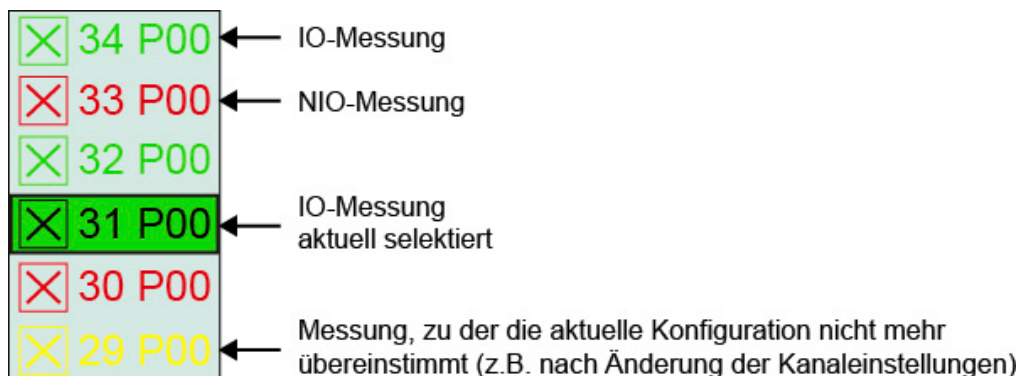 34 P00 IO-Messung
33 P00 NIO-Messung
32 P00
31 P00 IO-Messung
aktuell selektiert
30 P00
29 P00 Messung, zu der die aktuelle Konfiguration nicht mehr
übereinstimmt (z.B. nach Änderung der Kanaleinstellungen)